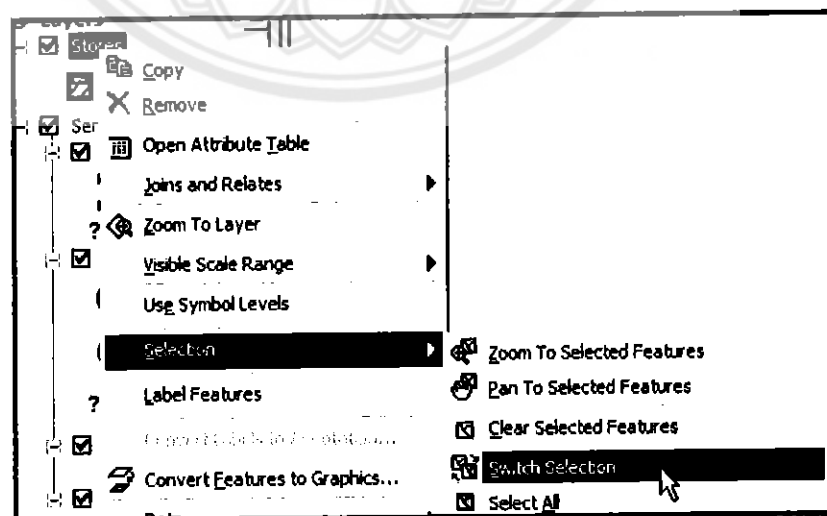 Layers
Stores
Copy
Remove
Ser
Open Attribute Table
Joins and Relates
?
Zoom To Layer
Visible Scale Range
Use Symbol Levels
Selection
Zoom To Selected Features
Pan To Selected Features
?
Label Features
Clear Selected Features
Switch Selection
Convert Features to Graphics...
Select All